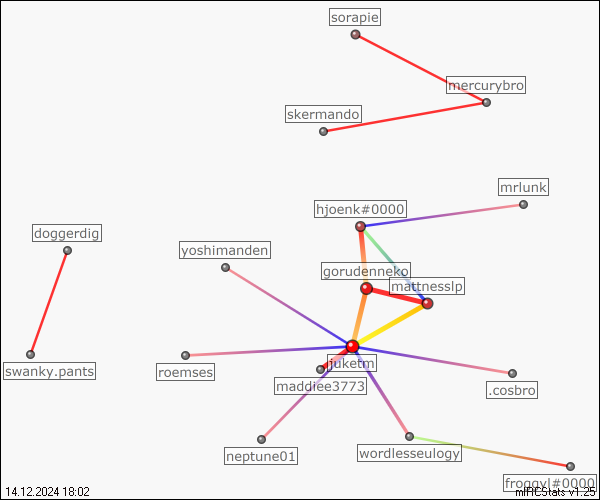 sorapie
mercurybro
skermando
mrlunk
hjoenk#0000
doggerdig
yoshimanden
gorudenneko
mattnesslp
juketm
swanky.pants
roemses
maddiee3773
.cosbro
neptune01
wordlesseulogy
froggyl#0000
14.12.2024 18:02
mIRCStats v1.25